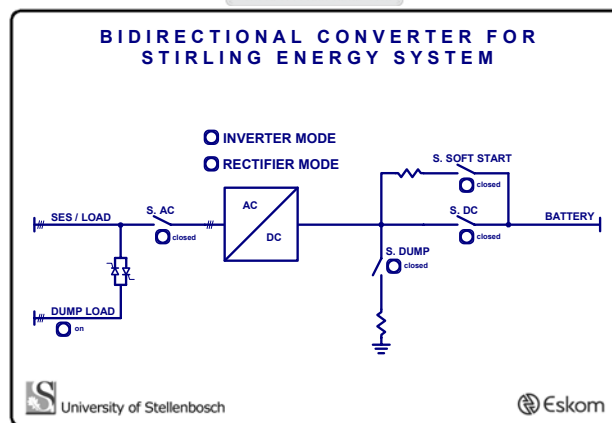 BIDIRECTIONAL CONVERTER FOR
STIRLING ENERGY SYSTEM
INVERTER MODE
RECTIFIER MODE
S. SOFT START
closed
SES / LOAD
S. AC
closed
AC
DC
S. DC
closed
BATTERY
S. DUMP
closed
DUMP LOAD
on
S
University of Stellenbosch
Eskom